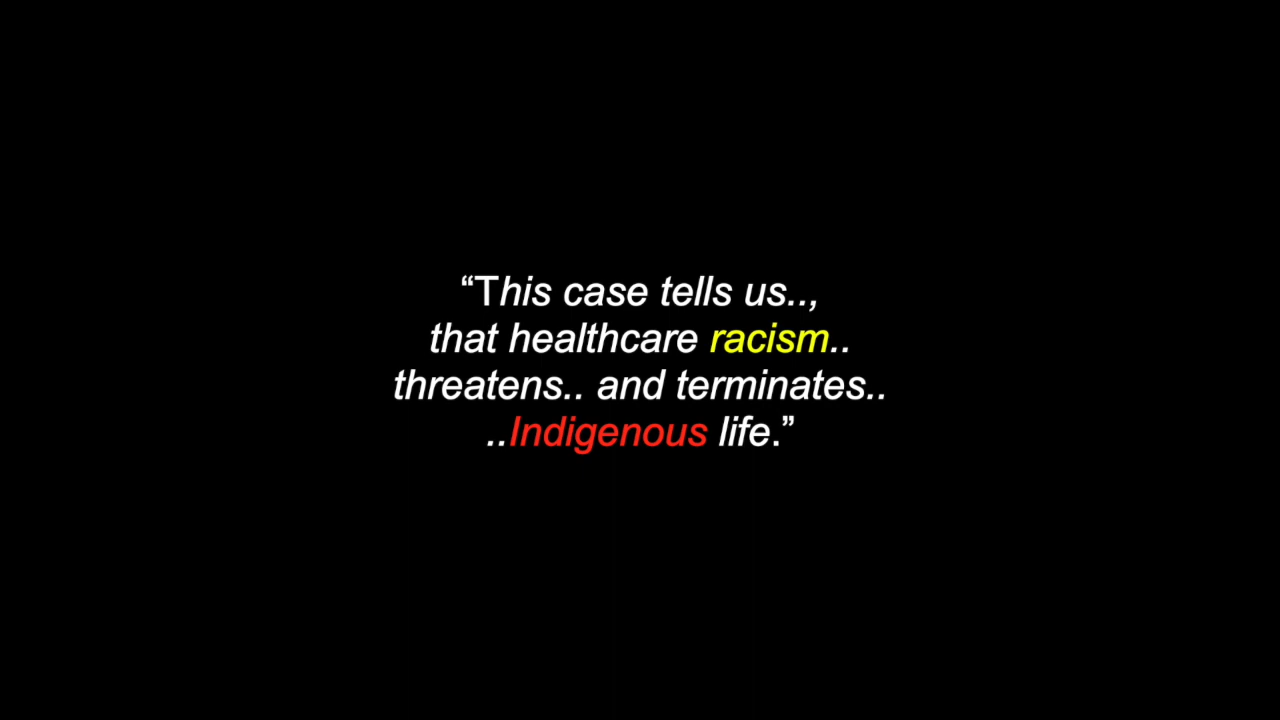 “This case tells us..,
that healthcare racism..
threatens.. and terminates..
..Indigenous life.”